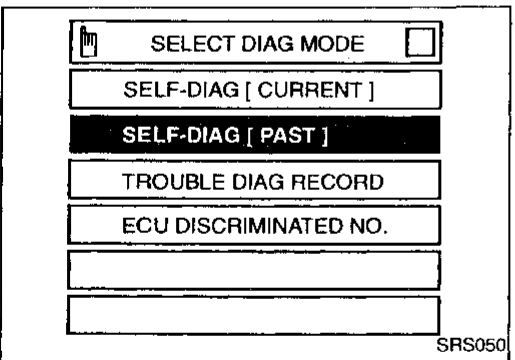 SELECT DIAG MODE
SELF-DIAG [ CURRENT ]
SELF-DIAG [ PAST ]
TROUBLE DIAG RECORD
ECU DISCRIMINATED NO.
SRS050